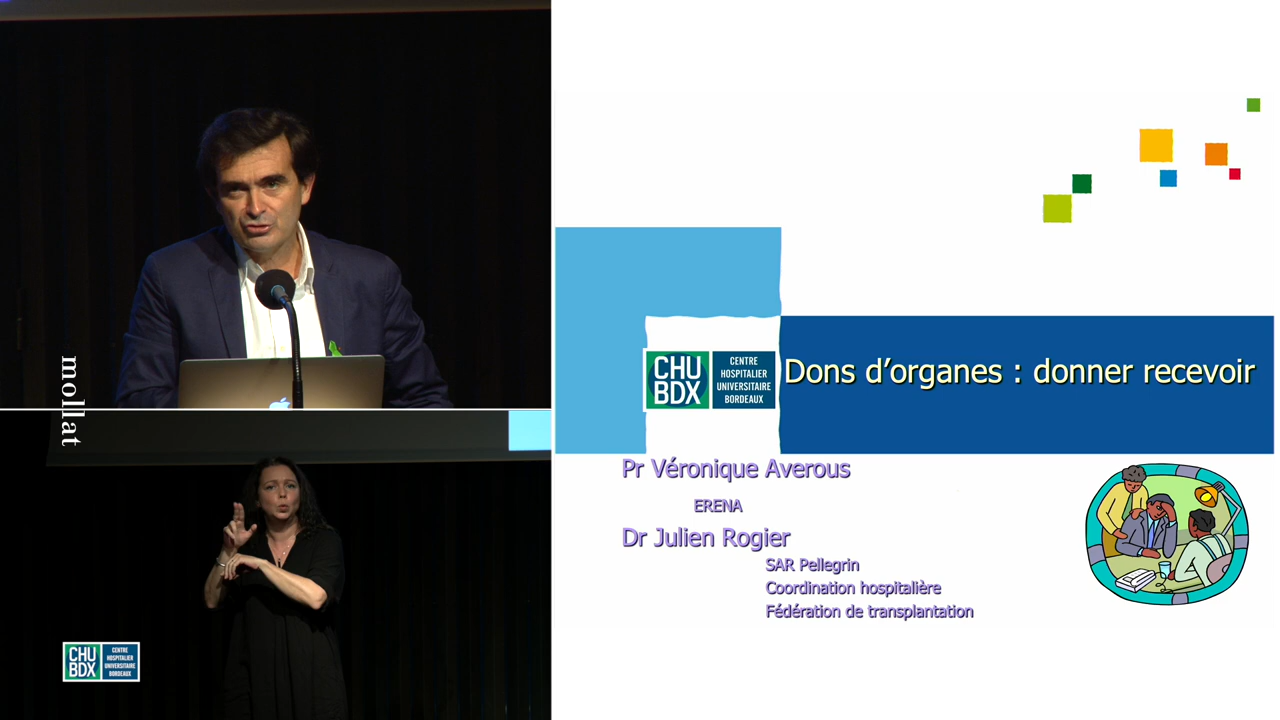 mollat
CHU
BDX
CENTRE
HOSPITALIER
UNIVERSITAIRE
BORDEAUX
CHU
BDX
CENTRE
HOSPITALIER
UNIVERSITAIRE
BORDEAUX
Dons d’organes : donner recevoir
Pr Véronique Averous
ERENA
Dr Julien Rogier
SAR Pellegrin
Coordination hospitalière
Fédération de transplantation